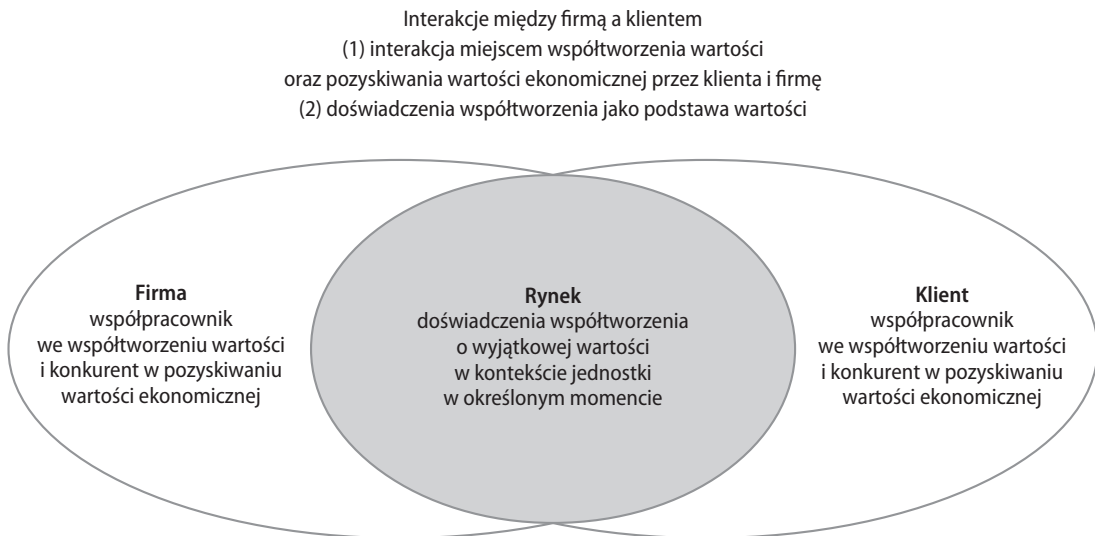 Interakcje między firmą a klientem
(1) interakcja miejscem współtworzenia wartości
oraz pozyskiwania wartości ekonomicznej przez klienta i firmę
(2) doświadczenia współtworzenia jako podstawa wartości
Firma
współpracownik
we współtworzeniu wartości
i konkurent w pozyskiwaniu
wartości ekonomicznej
Rynek
doświadczenia współtworzenia
o wyjątkowej wartości
w kontekście jednostki
w określonym momencie
Klient
współpracownik
we współtworzeniu wartości
i konkurent w pozyskiwaniu
wartości ekonomicznej